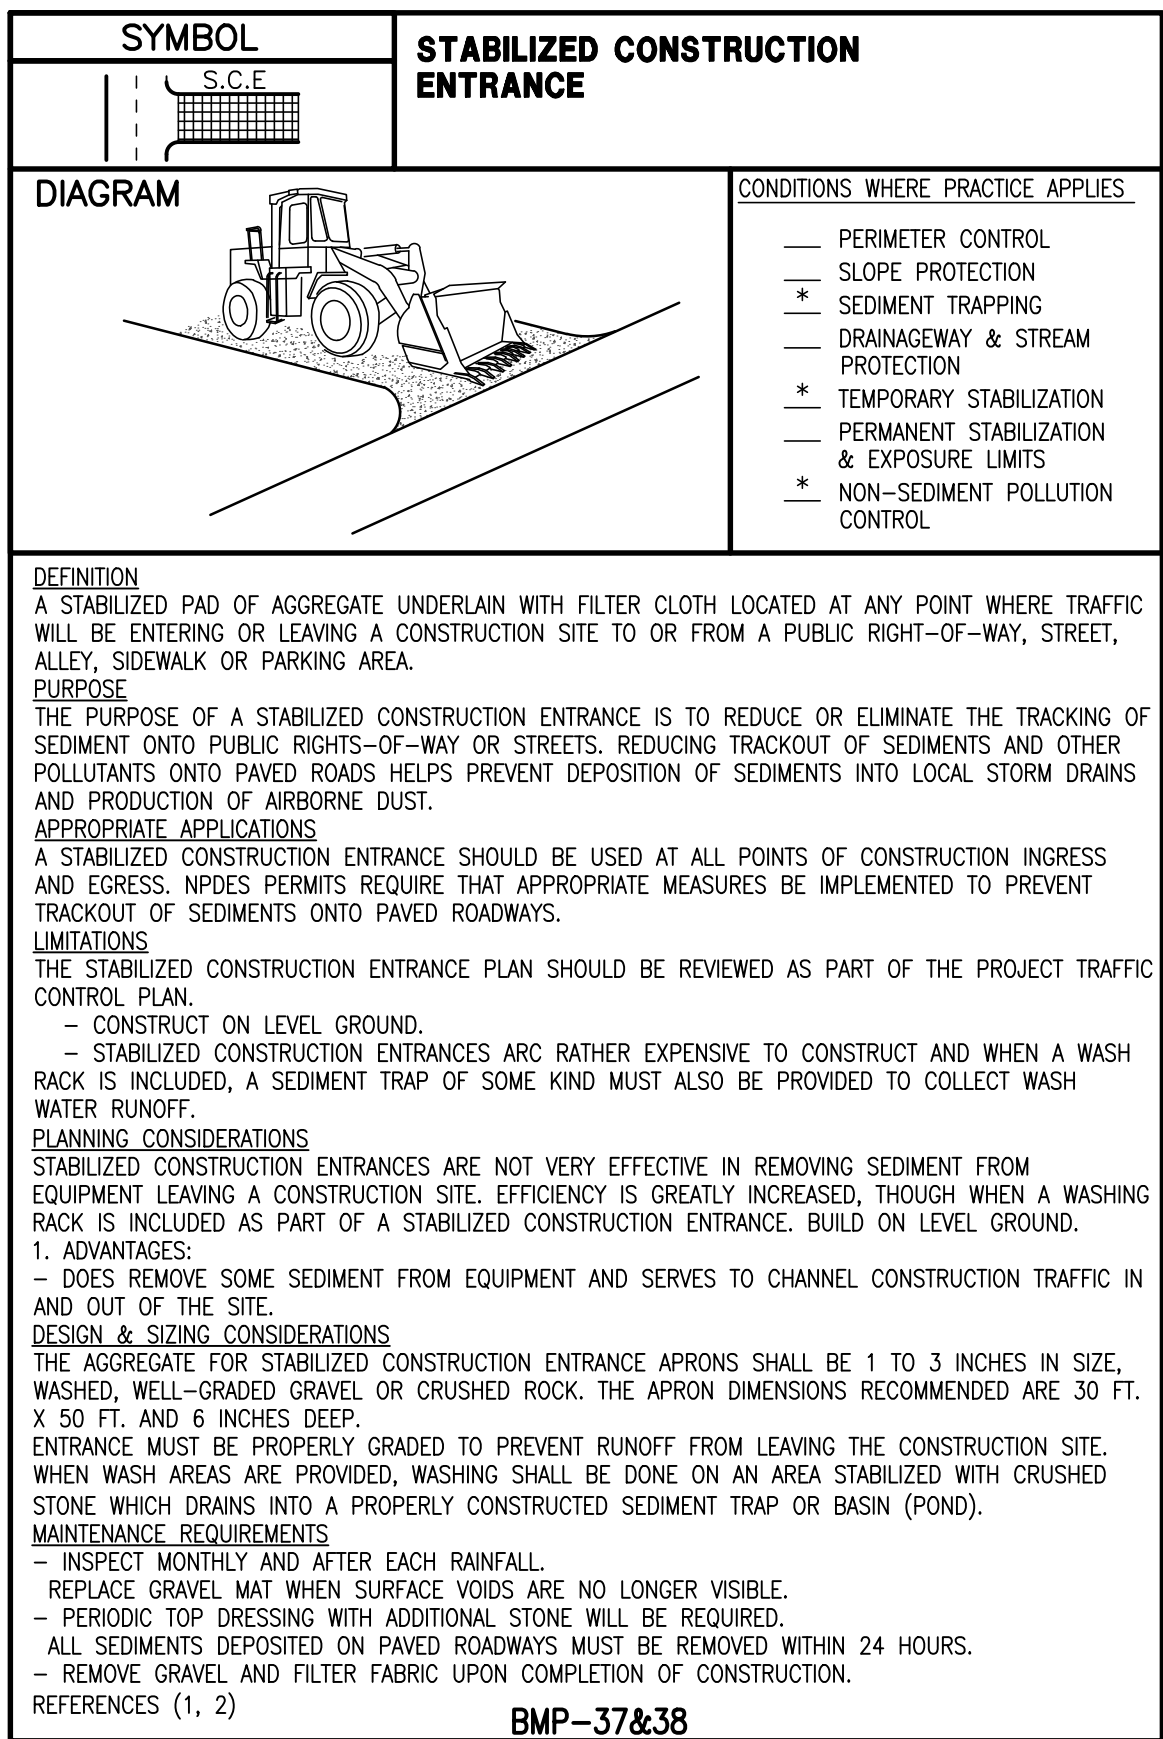 SYMBOL
STABILIZED CONSTRUCTION
ENTRANCE
S.C.E
DIAGRAM
CONDITIONS WHERE PRACTICE APPLIES
___ PERIMETER CONTROL
___ SLOPE PROTECTION
_*_ SEDIMENT TRAPPING
___ DRAINAGEWAY & STREAM
PROTECTION
_*_ TEMPORARY STABILIZATION
___ PERMANENT STABILIZATION
& EXPOSURE LIMITS
_*_ NON-SEDIMENT POLLUTION
CONTROL
DEFINITION
A STABILIZED PAD OF AGGREGATE UNDERLAIN WITH FILTER CLOTH LOCATED AT ANY POINT WHERE TRAFFIC
WILL BE ENTERING OR LEAVING A CONSTRUCTION SITE TO OR FROM A PUBLIC RIGHT-OF-WAY, STREET,
ALLEY, SIDEWALK OR PARKING AREA.
PURPOSE
THE PURPOSE OF A STABILIZED CONSTRUCTION ENTRANCE IS TO REDUCE OR ELIMINATE THE TRACKING OF
SEDIMENT ONTO PUBLIC RIGHTS-OF-WAY OR STREETS. REDUCING TRACKOUT OF SEDIMENTS AND OTHER
POLLUTANTS ONTO PAVED ROADS HELPS PREVENT DEPOSITION OF SEDIMENTS INTO LOCAL STORM DRAINS
AND PRODUCTION OF AIRBORNE DUST.
APPROPRIATE APPLICATIONS
A STABILIZED CONSTRUCTION ENTRANCE SHOULD BE USED AT ALL POINTS OF CONSTRUCTION INGRESS
AND EGRESS. NPDES PERMITS REQUIRE THAT APPROPRIATE MEASURES BE IMPLEMENTED TO PREVENT
TRACKOUT OF SEDIMENTS ONTO PAVED ROADWAYS.
LIMITATIONS
THE STABILIZED CONSTRUCTION ENTRANCE PLAN SHOULD BE REVIEWED AS PART OF THE PROJECT TRAFFIC
CONTROL PLAN.
- CONSTRUCT ON LEVEL GROUND.
- STABILIZED CONSTRUCTION ENTRANCES ARC RATHER EXPENSIVE TO CONSTRUCT AND WHEN A WASH
RACK IS INCLUDED, A SEDIMENT TRAP OF SOME KIND MUST ALSO BE PROVIDED TO COLLECT WASH
WATER RUNOFF.
PLANNING CONSIDERATIONS
STABILIZED CONSTRUCTION ENTRANCES ARE NOT VERY EFFECTIVE IN REMOVING SEDIMENT FROM
EQUIPMENT LEAVING A CONSTRUCTION SITE. EFFICIENCY IS GREATLY INCREASED, THOUGH WHEN A WASHING
RACK IS INCLUDED AS PART OF A STABILIZED CONSTRUCTION ENTRANCE. BUILD ON LEVEL GROUND.
1. ADVANTAGES:
- DOES REMOVE SOME SEDIMENT FROM EQUIPMENT AND SERVES TO CHANNEL CONSTRUCTION TRAFFIC IN
AND OUT OF THE SITE.
DESIGN & SIZING CONSIDERATIONS
THE AGGREGATE FOR STABILIZED CONSTRUCTION ENTRANCE APRONS SHALL BE 1 TO 3 INCHES IN SIZE,
WASHED, WELL-GRADED GRAVEL OR CRUSHED ROCK. THE APRON DIMENSIONS RECOMMENDED ARE 30 FT.
X 50 FT. AND 6 INCHES DEEP.
ENTRANCE MUST BE PROPERLY GRADED TO PREVENT RUNOFF FROM LEAVING THE CONSTRUCTION SITE.
WHEN WASH AREAS ARE PROVIDED, WASHING SHALL BE DONE ON AN AREA STABILIZED WITH CRUSHED
STONE WHICH DRAINS INTO A PROPERLY CONSTRUCTED SEDIMENT TRAP OR BASIN (POND).
MAINTENANCE REQUIREMENTS
- INSPECT MONTHLY AND AFTER EACH RAINFALL.
REPLACE GRAVEL MAT WHEN SURFACE VOIDS ARE NO LONGER VISIBLE.
- PERIODIC TOP DRESSING WITH ADDITIONAL STONE WILL BE REQUIRED.
ALL SEDIMENTS DEPOSITED ON PAVED ROADWAYS MUST BE REMOVED WITHIN 24 HOURS.
- REMOVE GRAVEL AND FILTER FABRIC UPON COMPLETION OF CONSTRUCTION.
REFERENCES (1, 2)
BMP-37&38